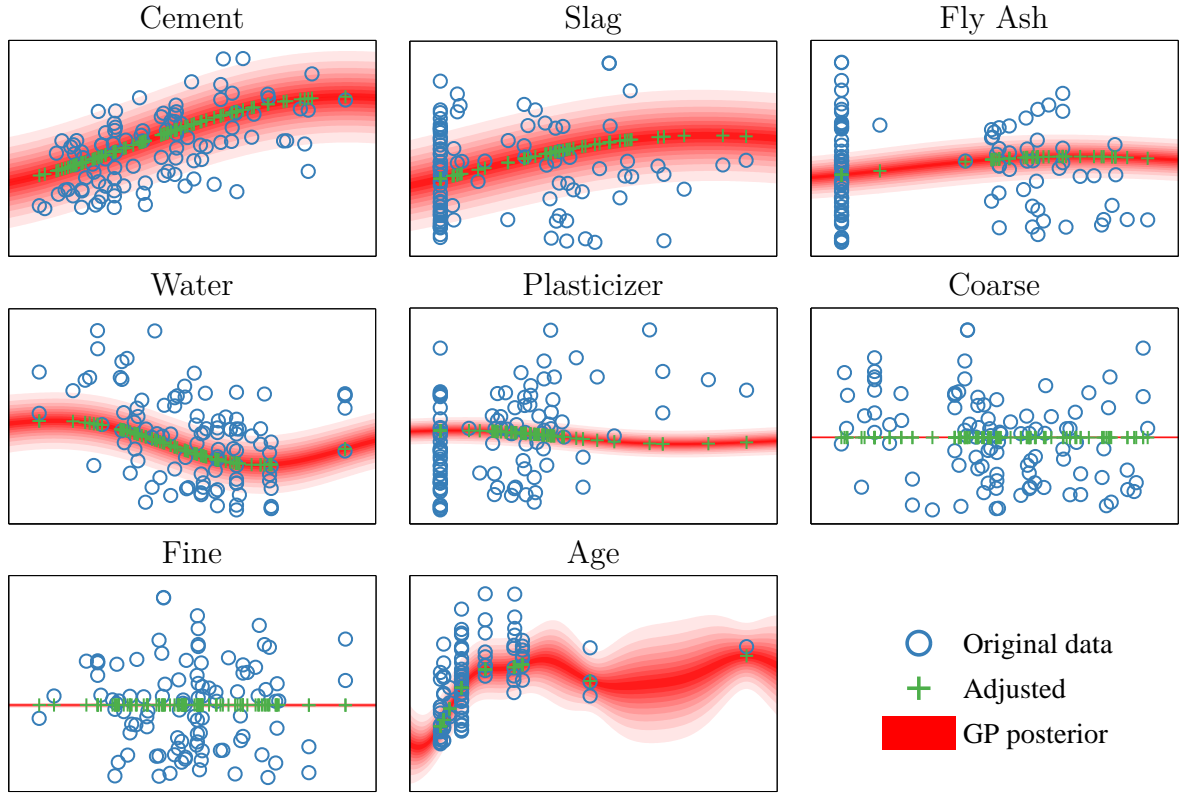 Cement
Slag
Fly Ash
Water
Plasticizer
Coarse
Fine
Age
Original data
Adjusted
GP posterior